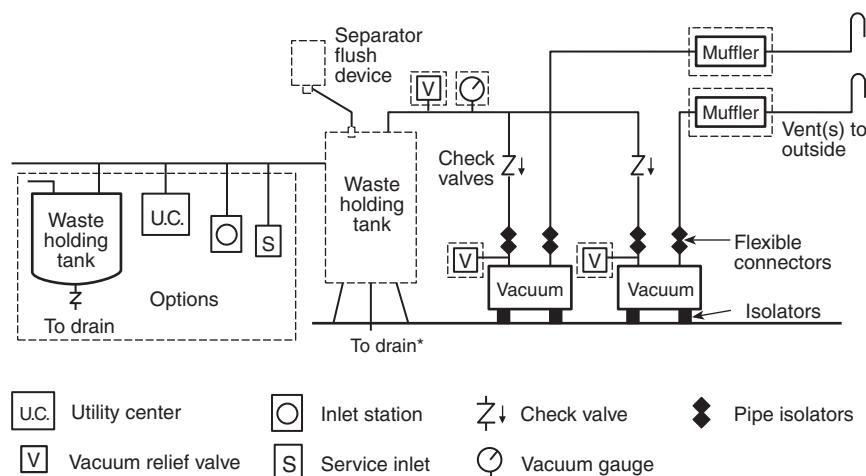 Separator
flush
device
V
Muffler
Muffler
Vent(s) to
outside
Check
valves
Waste
holding
tank
Waste
holding
tank
U.C.
S
Options
To drain
V
V
Flexible
connectors
Vacuum
Vacuum
Isolators
To drain*
U.C. Utility center
Inlet station
Check valve
Pipe isolators
V Vacuum relief valve
S Service inlet
Vacuum gauge